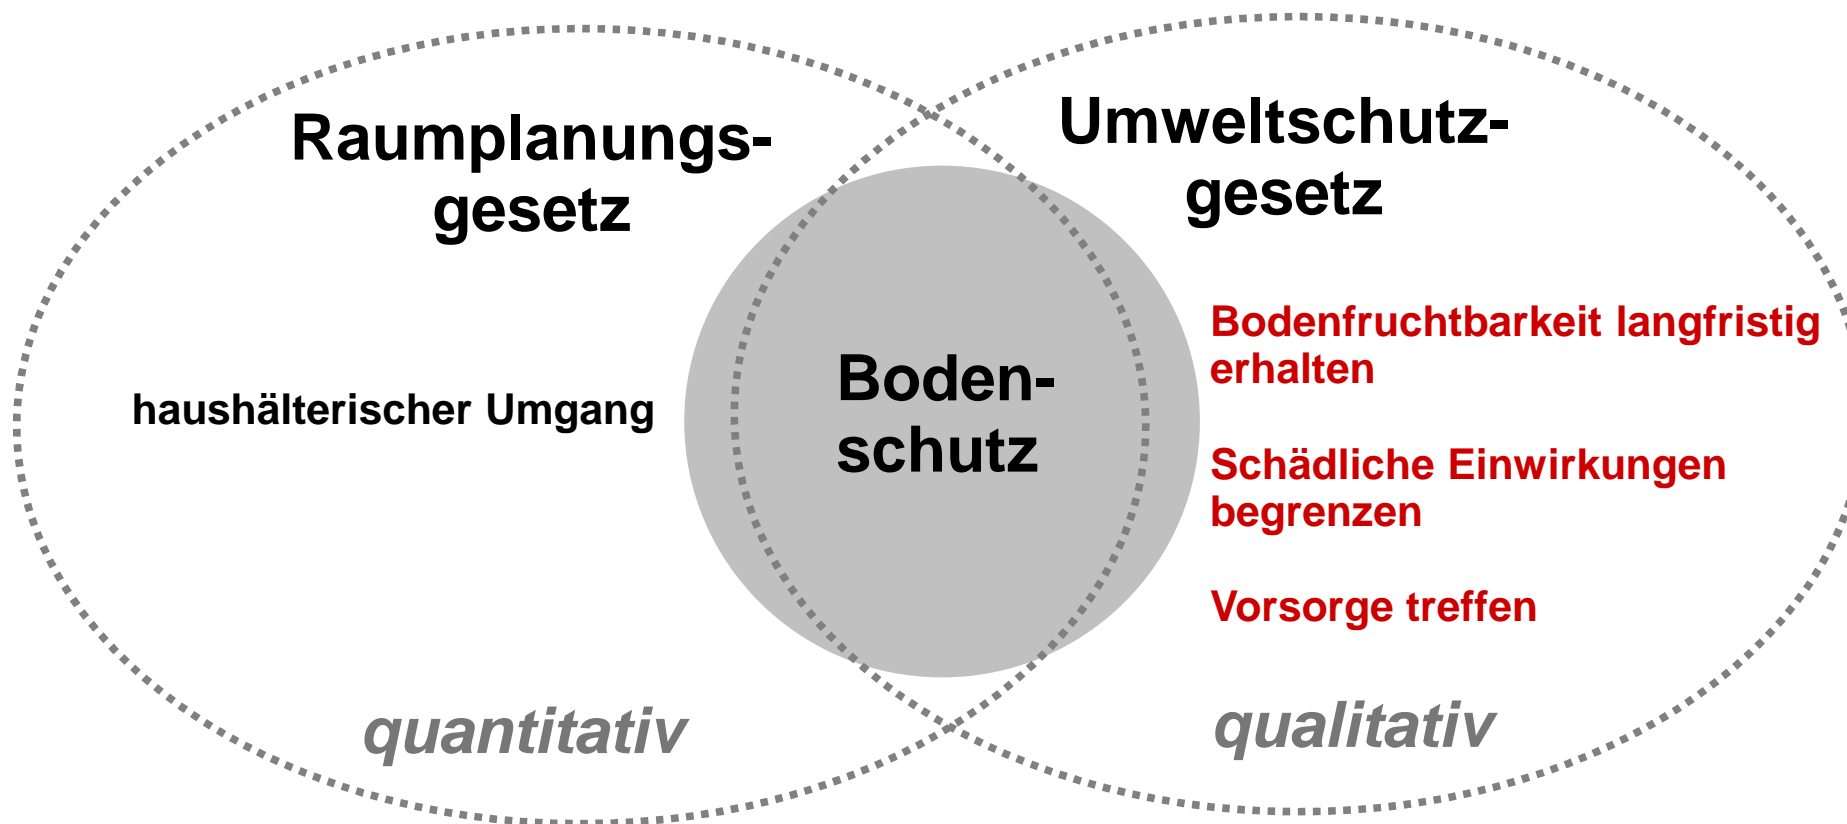 Raumplanungs-
gesetz
haushälterischer Umgang
quantitativ
Boden-
schutz
Umweltschutz-
gesetz
Bodenfruchtbarkeit langfristig
erhalten
Schädliche Einwirkungen
begrenzen
Vorsorge treffen
qualitativ